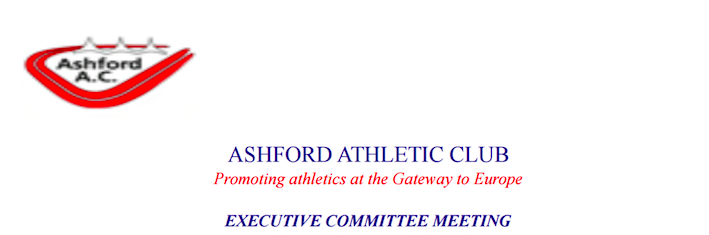 Ashford
A.C.
ASHFORD ATHLETIC CLUB
Promoting athletics at the Gateway to Europe
EXECUTIVE COMMITTEE MEETING